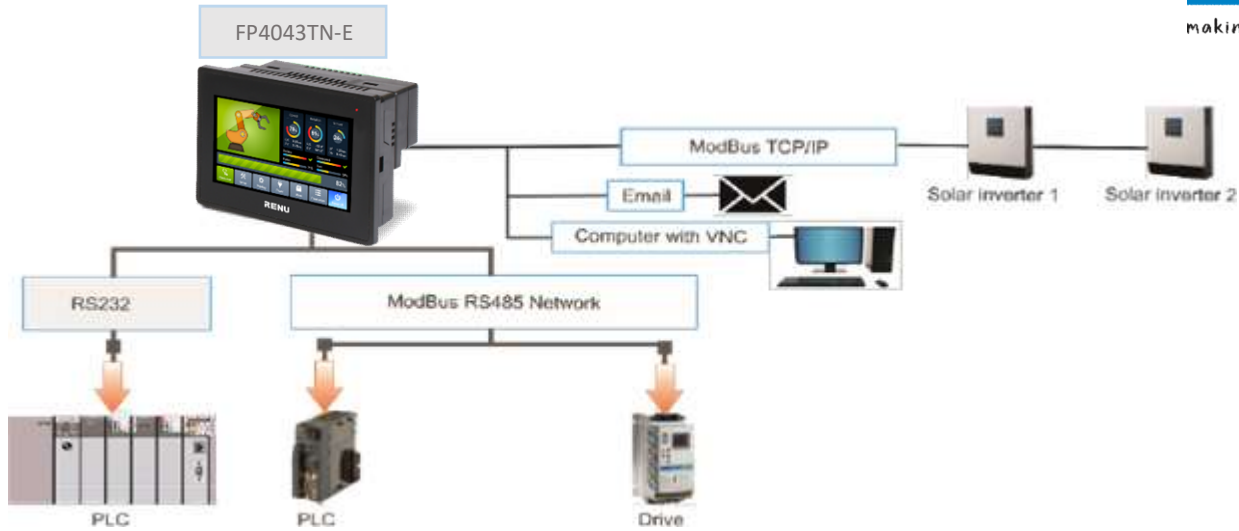 FP4043TN-E
makin
RENU
ModBus TCP/IP
Email
Computer with VNC
Solar inverter 1
Solar inverter 2
RS232
ModBus RS485 Network
PLC
PLC
Drive